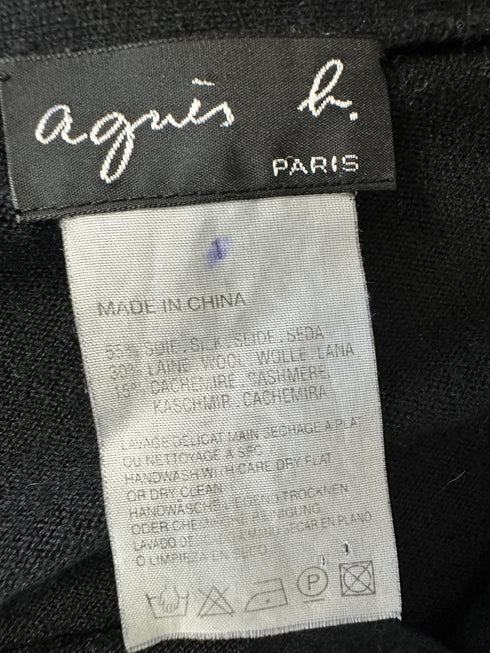 agnès b.
PARIS
1
MADE IN CHINA
55% SOIE.SILK.SEIDE.SEDA
30% LAINE.WOOL.WOLLE.LANA
15% CACHEMIRE.CASHMERE.
KASCHMIR.CACHEMIRA
LAVAGE DELICAT MAIN SECHAGE A PLAT
OU NETTOYAGE A SEC
HANDWASH WITH CARE DRY FLAT
OR DRY CLEAN
HANDWÄSCHE LIEGEND TROCKNEN
ODER CHEMISCHE REINIGUNG
LAVADO DELICADO A MANO/SECAR EN PLANO
O LIMPIEZA EN SECO
P